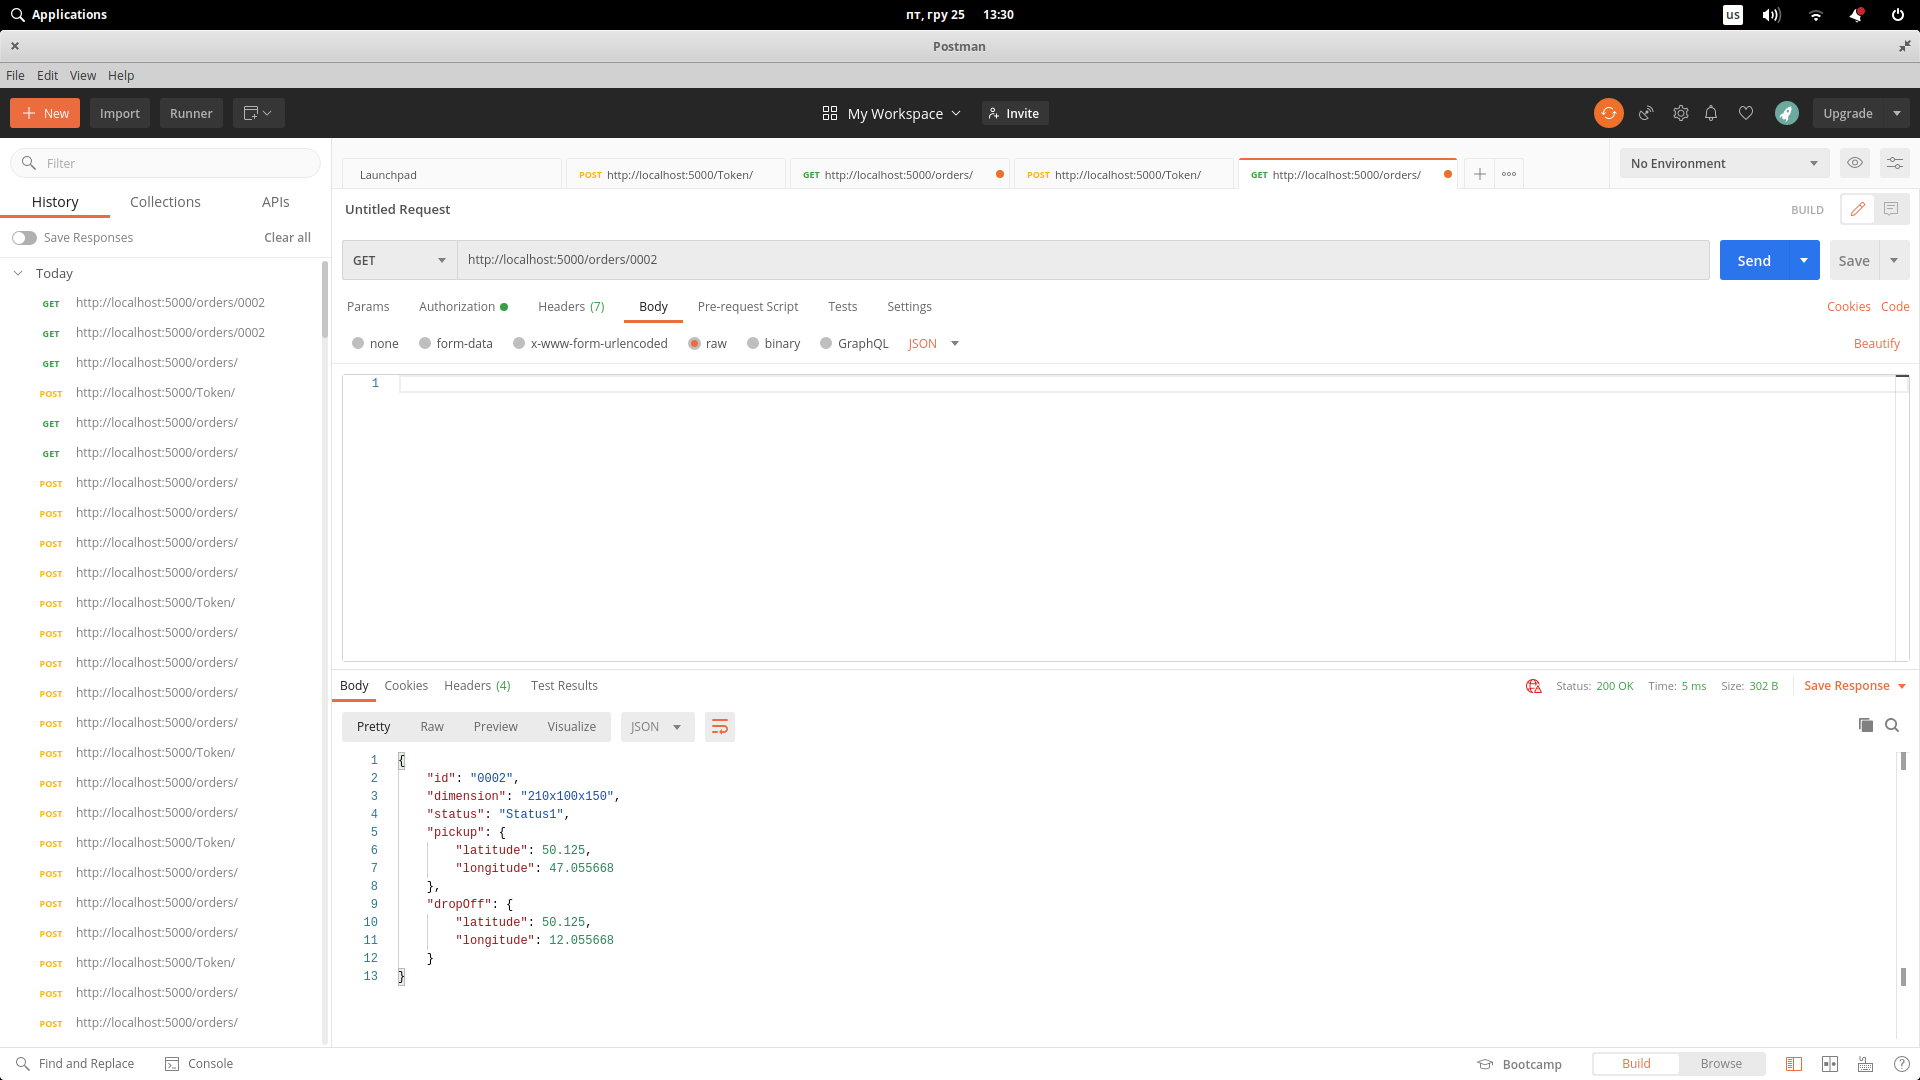 Applications
пт, гру 25 13:30
us
Postman
File Edit View Help
New Import Runner
My Workspace Invite
Upgrade
Filter
History Collections APIs
Save Responses Clear all
Today
GET http://localhost:5000/orders/0002
GET http://localhost:5000/orders/0002
GET http://localhost:5000/orders/
POST http://localhost:5000/Token/
GET http://localhost:5000/orders/
GET http://localhost:5000/orders/
POST http://localhost:5000/orders/
POST http://localhost:5000/orders/
POST http://localhost:5000/orders/
POST http://localhost:5000/orders/
POST http://localhost:5000/Token/
POST http://localhost:5000/orders/
POST http://localhost:5000/orders/
POST http://localhost:5000/orders/
POST http://localhost:5000/orders/
POST http://localhost:5000/Token/
POST http://localhost:5000/orders/
POST http://localhost:5000/orders/
POST http://localhost:5000/Token/
POST http://localhost:5000/orders/
POST http://localhost:5000/orders/
POST http://localhost:5000/orders/
POST http://localhost:5000/Token/
POST http://localhost:5000/orders/
POST http://localhost:5000/orders/
Launchpad
POST http://localhost:5000/Token/
GET http://localhost:5000/orders/
POST http://localhost:5000/Token/
GET http://localhost:5000/orders/
No Environment
Untitled Request
BUILD
GET http://localhost:5000/orders/0002
Send Save
Params Authorization Headers (7) Body Pre-request Script Tests Settings
Cookies Code
none form-data x-www-form-urlencoded raw binary GraphQL JSON
Beautify
1
Body Cookies Headers (4) Test Results
Status: 200 OK Time: 5 ms Size: 302 B Save Response
Pretty Raw Preview Visualize JSON
1 {
2 "id": "0002",
3 "dimension": "210x100x150",
4 "status": "Status1",
5 "pickup": {
6 "latitude": 50.125,
7 "longitude": 47.055668
8 },
9 "dropOff": {
10 "latitude": 50.125,
11 "longitude": 12.055668
12 }
13 }
Find and Replace Console
Bootcamp Build Browse